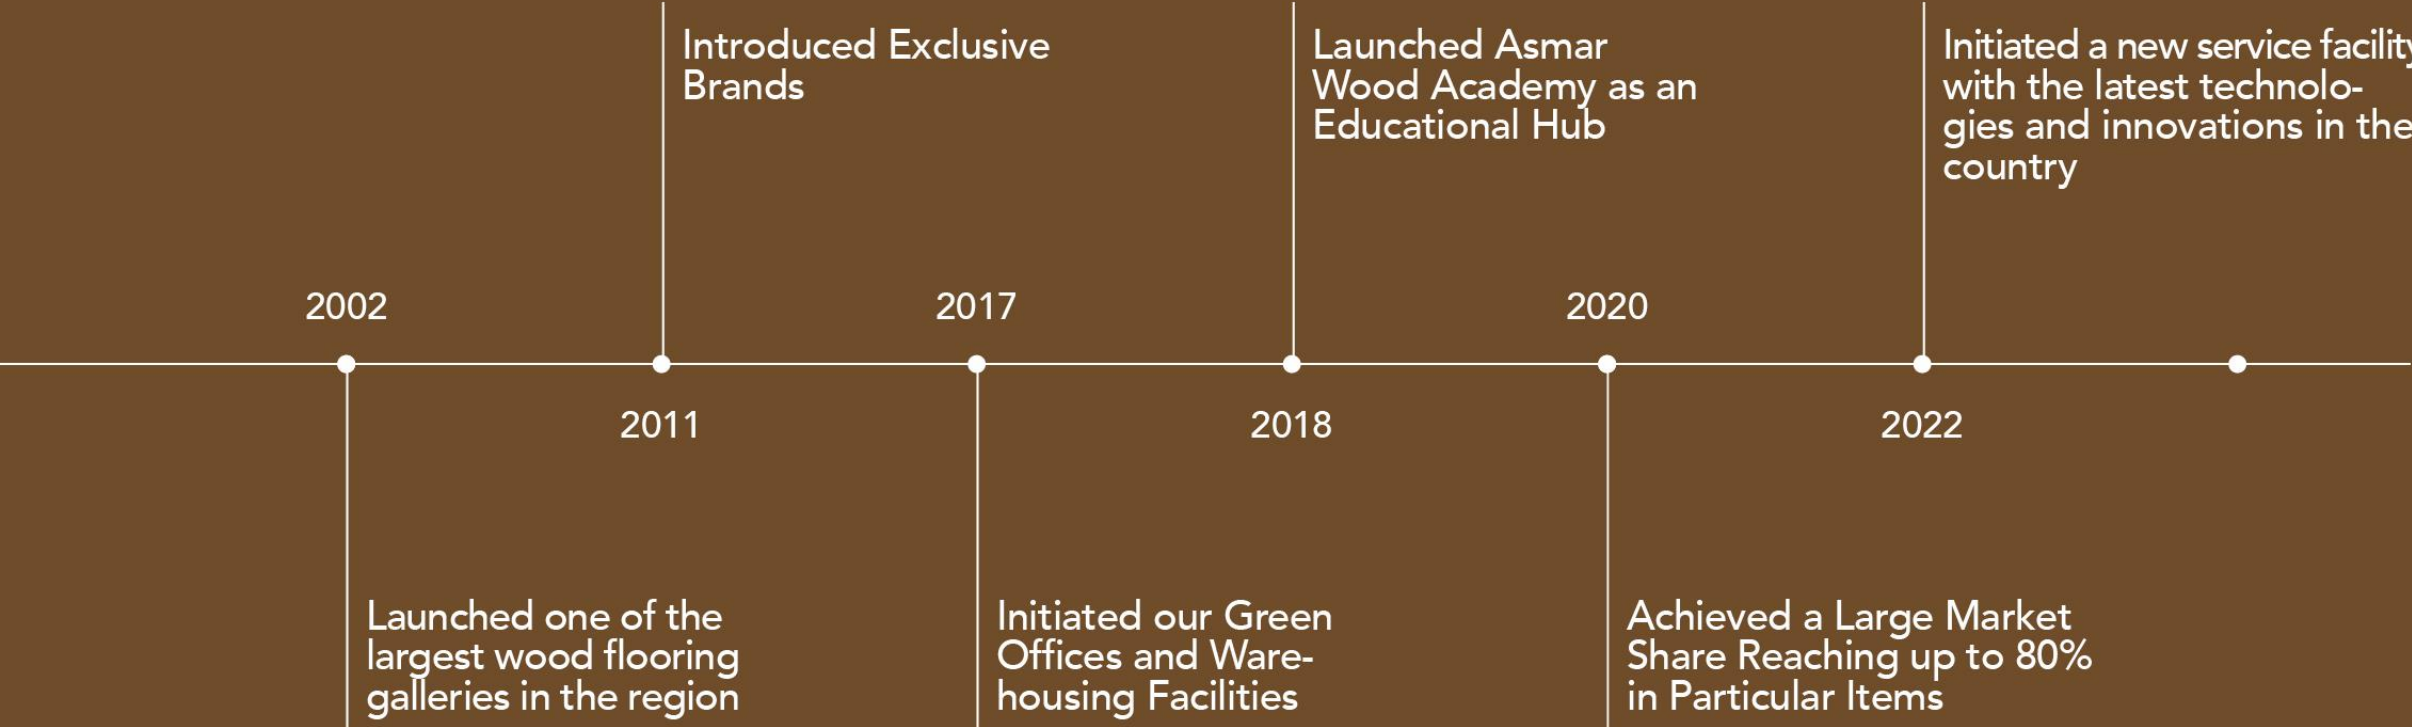 2002
Launched one of the
largest wood flooring
galleries in the region
Introduced Exclusive
Brands
2011
2017
Initiated our Green
Offices and Ware-
housing Facilities
Launched Asmar
Wood Academy as an
Educational Hub
2018
2020
Achieved a Large Market
Share Reaching up to 80%
in Particular Items
Initiated a new service facility
with the latest technolo-
gies and innovations in the
country
2022